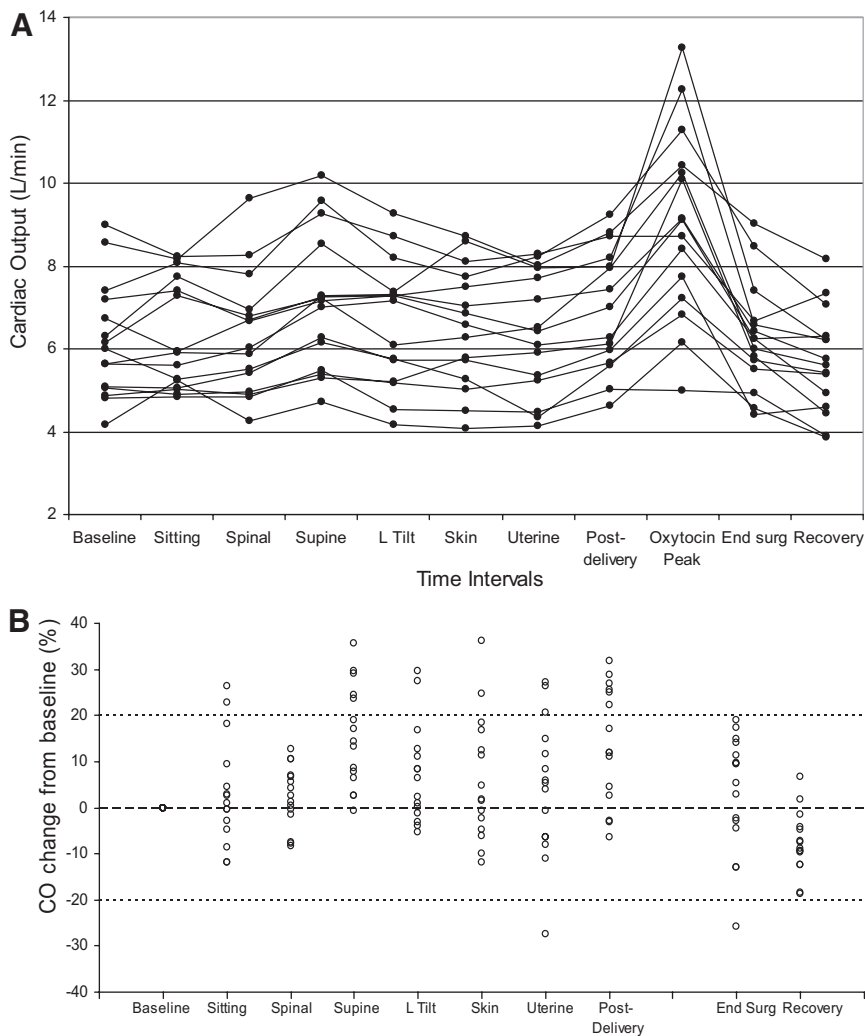 A
Cardiac Output (L/min)
14
12
10
8
6
4
2
Baseline Sitting Spinal Supine L Tilt Skin Uterine Post-delivery Oxytocin Peak End surg Recovery
Time Intervals
B
CO change from baseline (%)
40
30
20
10
0
-10
-20
-30
-40
Baseline Sitting Spinal Supine L Tilt Skin Uterine Post-Delivery End Surg Recovery